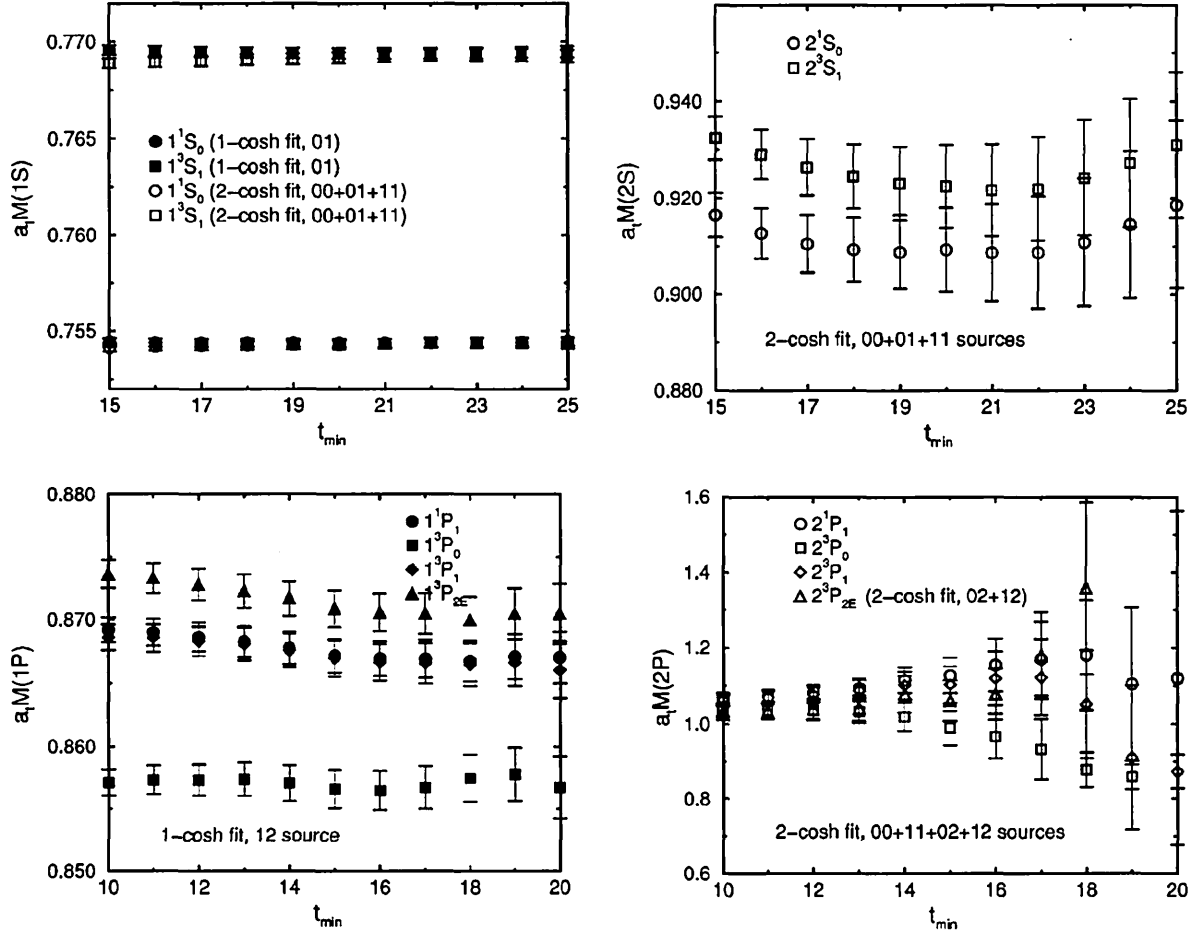 0.770
0.765
0.760
0.755
a_tM(1S)
1^1S_0 (1−cosh fit, 01)
1^3S_1 (1−cosh fit, 01)
1^1S_0 (2−cosh fit, 00+01+11)
1^3S_1 (2−cosh fit, 00+01+11)
15 17 19 21 23 25
t_min
0.940
0.920
0.900
0.880
a_tM(2S)
2^1S_0
2^3S_1
2−cosh fit, 00+01+11 sources
15 17 19 21 23 25
t_min
0.880
0.870
0.860
0.850
a_tM(1P)
1^1P_1
1^3P_0
1^3P_1
1^3P_2E
1−cosh fit, 12 source
10 12 14 16 18 20
t_min
1.6
1.4
1.2
1.0
0.8
0.6
a_tM(2P)
2^1P_1
2^3P_0
2^3P_1
2^3P_2E (2−cosh fit, 02+12)
2−cosh fit, 00+11+02+12 sources
10 12 14 16 18 20
t_min